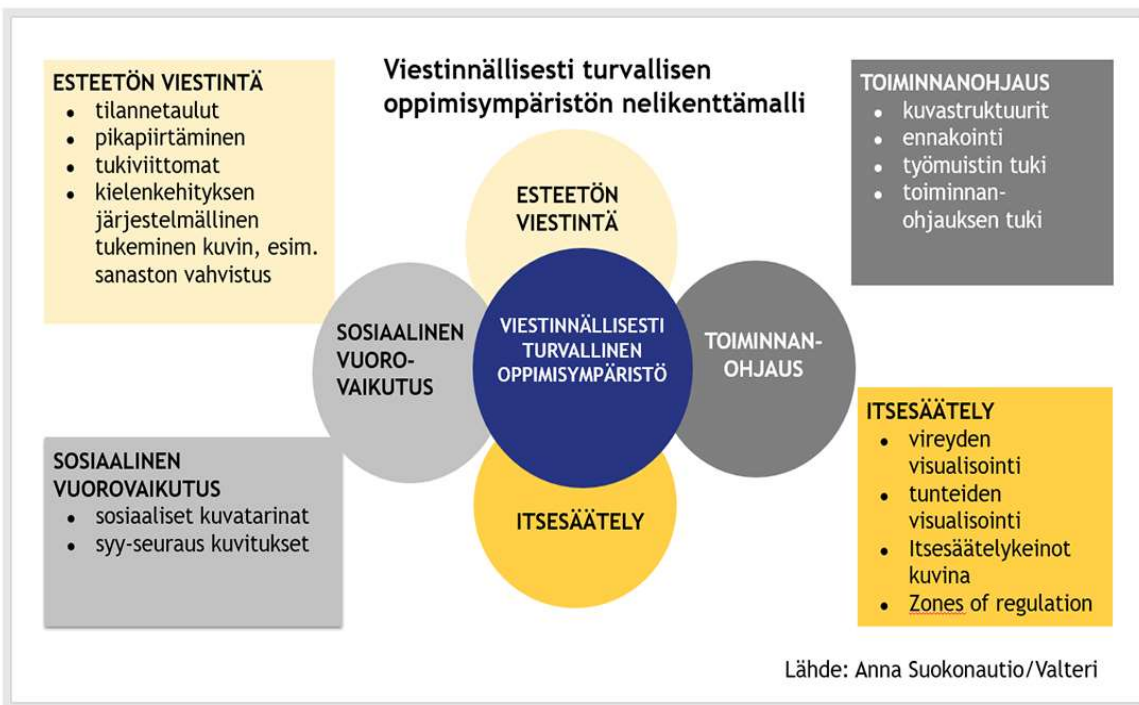 Viestinnällisesti turvallisen
oppimisympäristön nelikenttämalli
ESTEETÖN VIESTINTÄ
• tilannetaulut
• pikapiirtäminen
• tukiviittomat
• kielenkehityksen
järjestelmällinen
tukeminen kuvin, esim.
sanaston vahvistus
TOIMINNANOHJAUS
• kuvastruktuurit
• ennakointi
• työmuistin tuki
• toiminnan-
ohjauksen tuki
ESTEETÖN
VIESTINTÄ
SOSIAALINEN
VUORO-
VAIKUTUS
VIESTINNÄLLISESTI
TURVALLINEN
OPPIMISYMPÄRISTÖ
TOIMINNAN-
OHJAUS
ITSESÄÄTELY
SOSIAALINEN
VUOROVAIKUTUS
• sosiaaliset kuvatarinat
• syy-seuraus kuvitukset
ITSESÄÄTELY
• vireyden
visualisointi
• tunteiden
visualisointi
• Itsesäätelykeinot
kuvina
• Zones of regulation
Lähde: Anna Suokonautio/Valteri